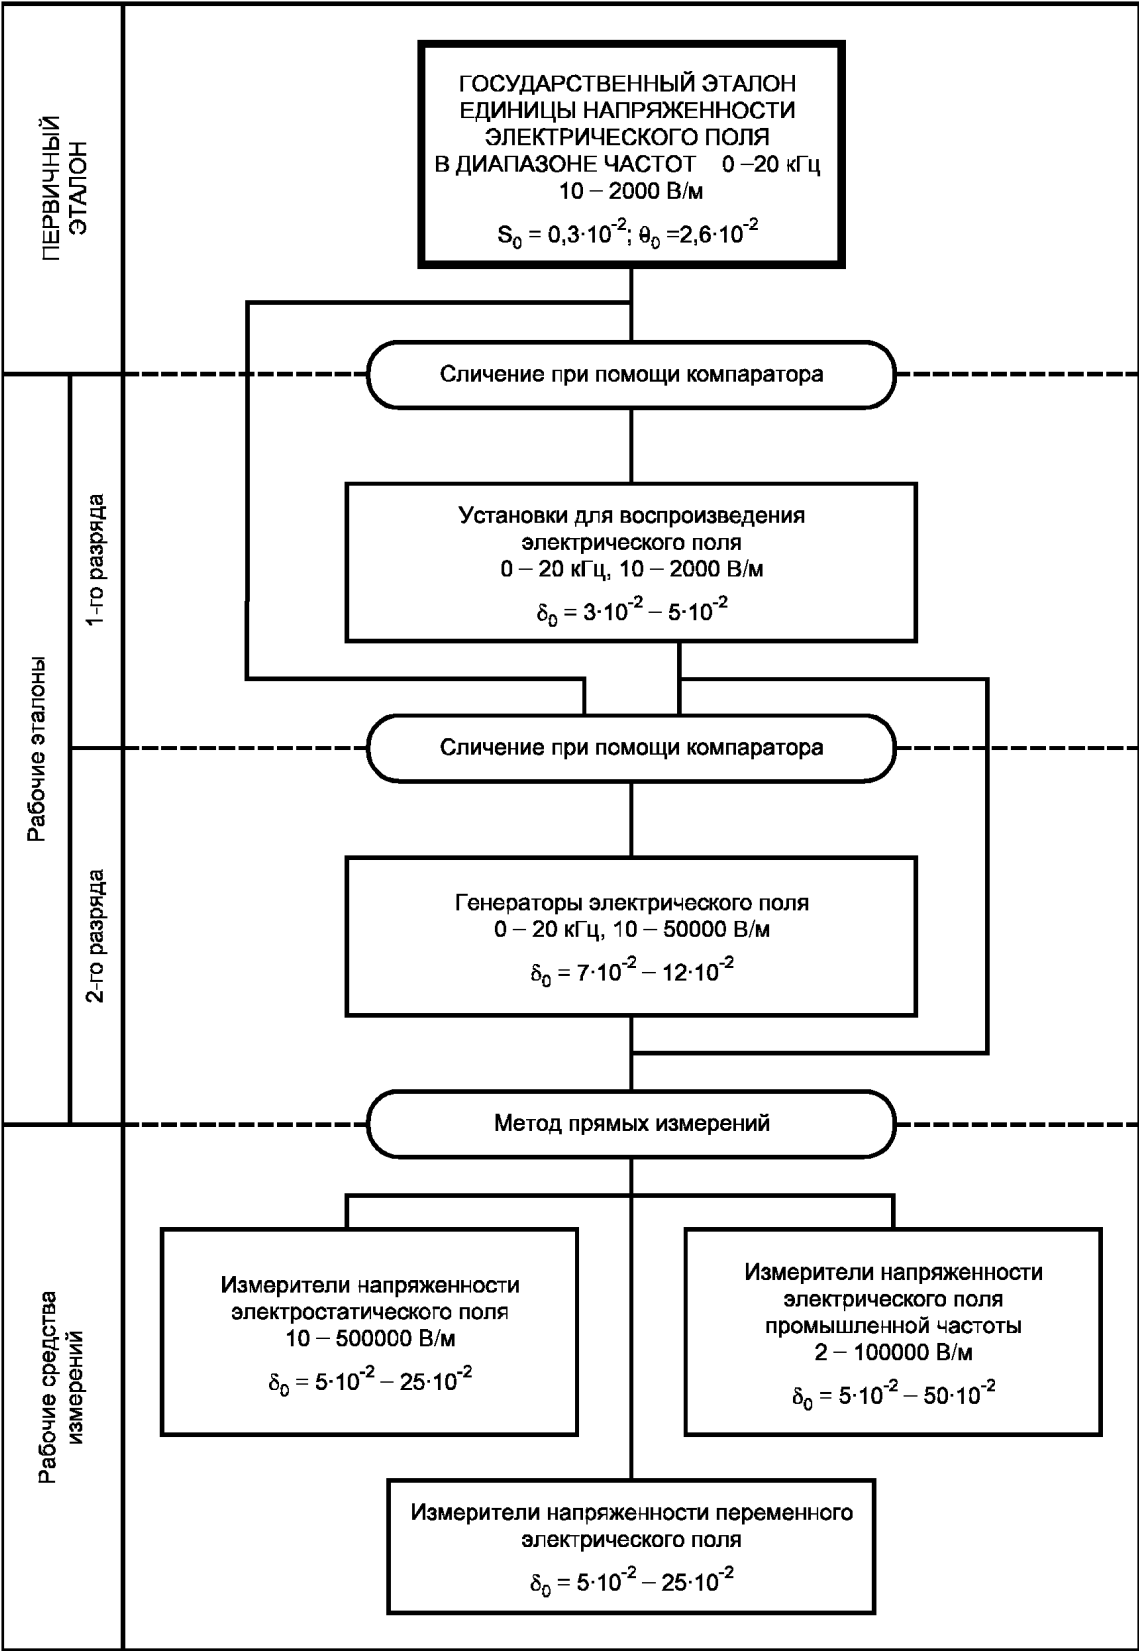 ПЕРВИЧНЫЙ
ЭТАЛОН
ГОСУДАРСТВЕННЫЙ ЭТАЛОН
ЕДИНИЦЫ НАПРЯЖЕННОСТИ
ЭЛЕКТРИЧЕСКОГО ПОЛЯ
В ДИАПАЗОНЕ ЧАСТОТ 0 –20 кГц
10 – 2000 В/м
S₀ = 0,3·10⁻²; θ₀ =2,6·10⁻²
Сличение при помощи компаратора
Рабочие эталоны
1-го разряда
Установки для воспроизведения
электрического поля
0 – 20 кГц, 10 – 2000 В/м
δ₀ = 3·10⁻² – 5·10⁻²
Сличение при помощи компаратора
2-го разряда
Генераторы электрического поля
0 – 20 кГц, 10 – 50000 В/м
δ₀ = 7·10⁻² – 12·10⁻²
Метод прямых измерений
Рабочие средства
измерений
Измерители напряженности
электростатического поля
10 – 500000 В/м
δ₀ = 5·10⁻² – 25·10⁻²
Измерители напряженности
электрического поля
промышленной частоты
2 – 100000 В/м
δ₀ = 5·10⁻² – 50·10⁻²
Измерители напряженности переменного
электрического поля
δ₀ = 5·10⁻² – 25·10⁻²